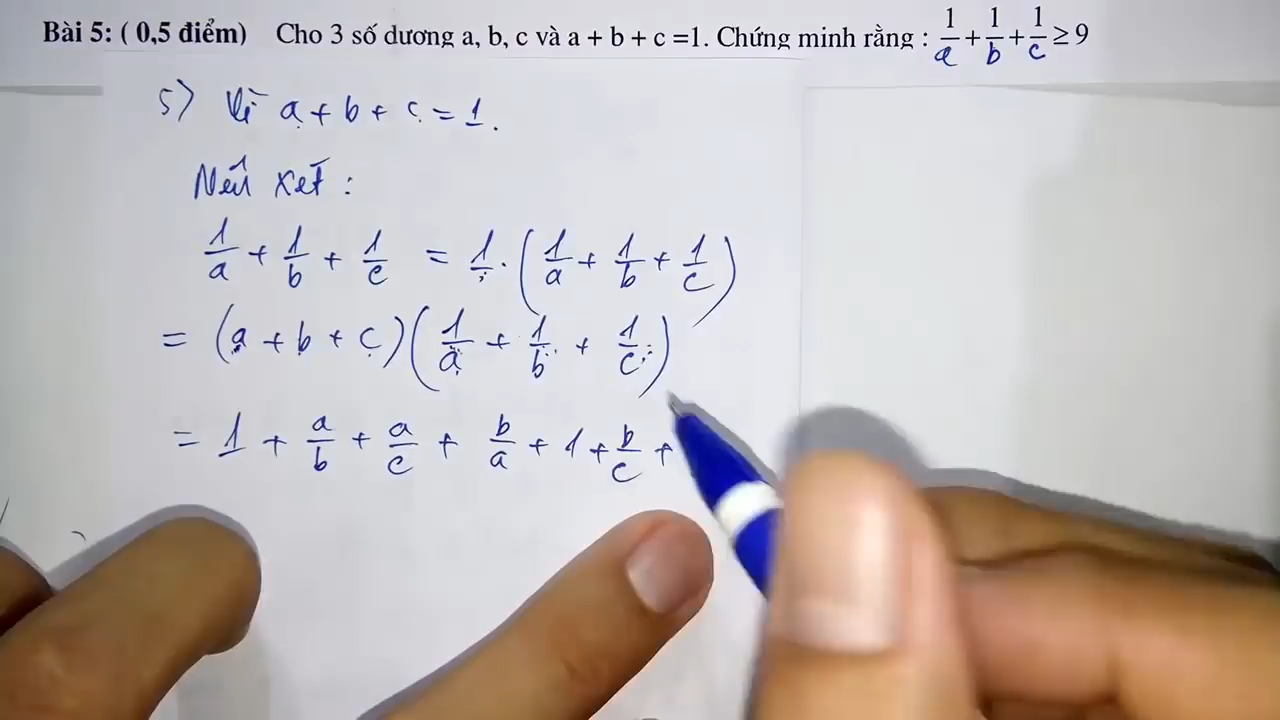 Bài 5: ( 0,5 điểm) Cho 3 số dương a, b, c và a + b + c =1. Chứng minh rằng : 1/a + 1/b + 1/c ≥ 9
5) Vì a + b + c = 1.
Nếu xét :
1/a + 1/b + 1/c = 1 . ( 1/a + 1/b + 1/c )
= (a + b + c) ( 1/a + 1/b + 1/c )
= 1 + a/b + a/c + b/a + 1 + b/c +